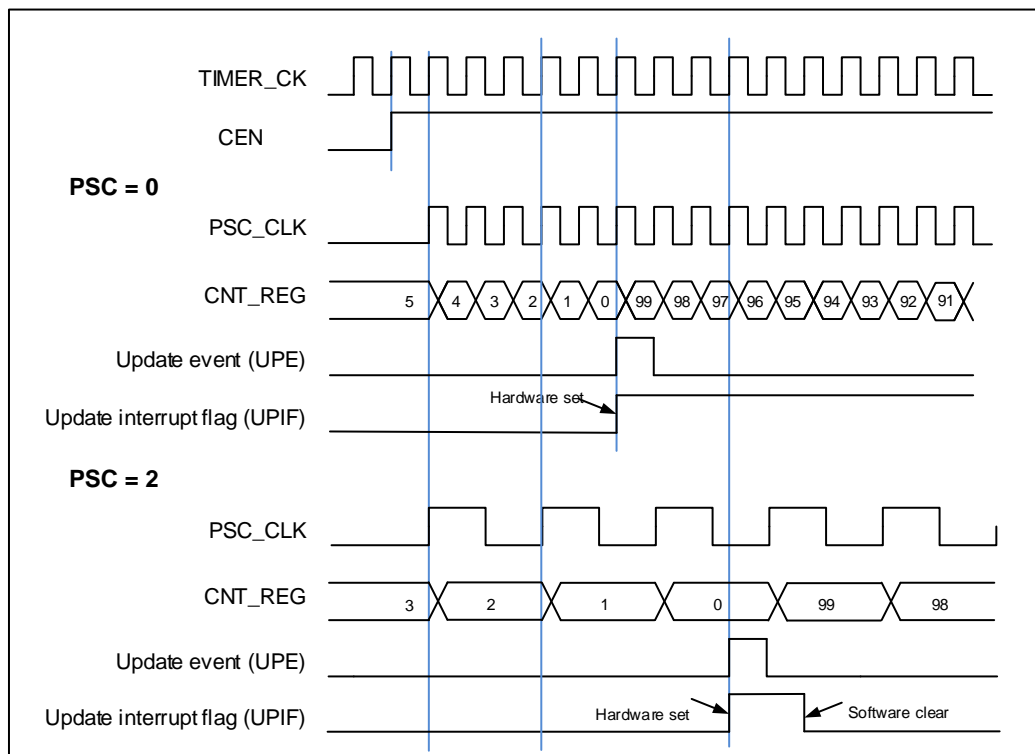 TIMER_CK
CEN
PSC = 0
PSC_CLK
CNT_REG
5 4 3 2 1 0 99 98 97 96 95 94 93 92 91
Update event (UPE)
Hardware set
Update interrupt flag (UPIF)
PSC = 2
PSC_CLK
CNT_REG
3 2 1 0 99 98
Update event (UPE)
Update interrupt flag (UPIF)
Hardware set
Software clear